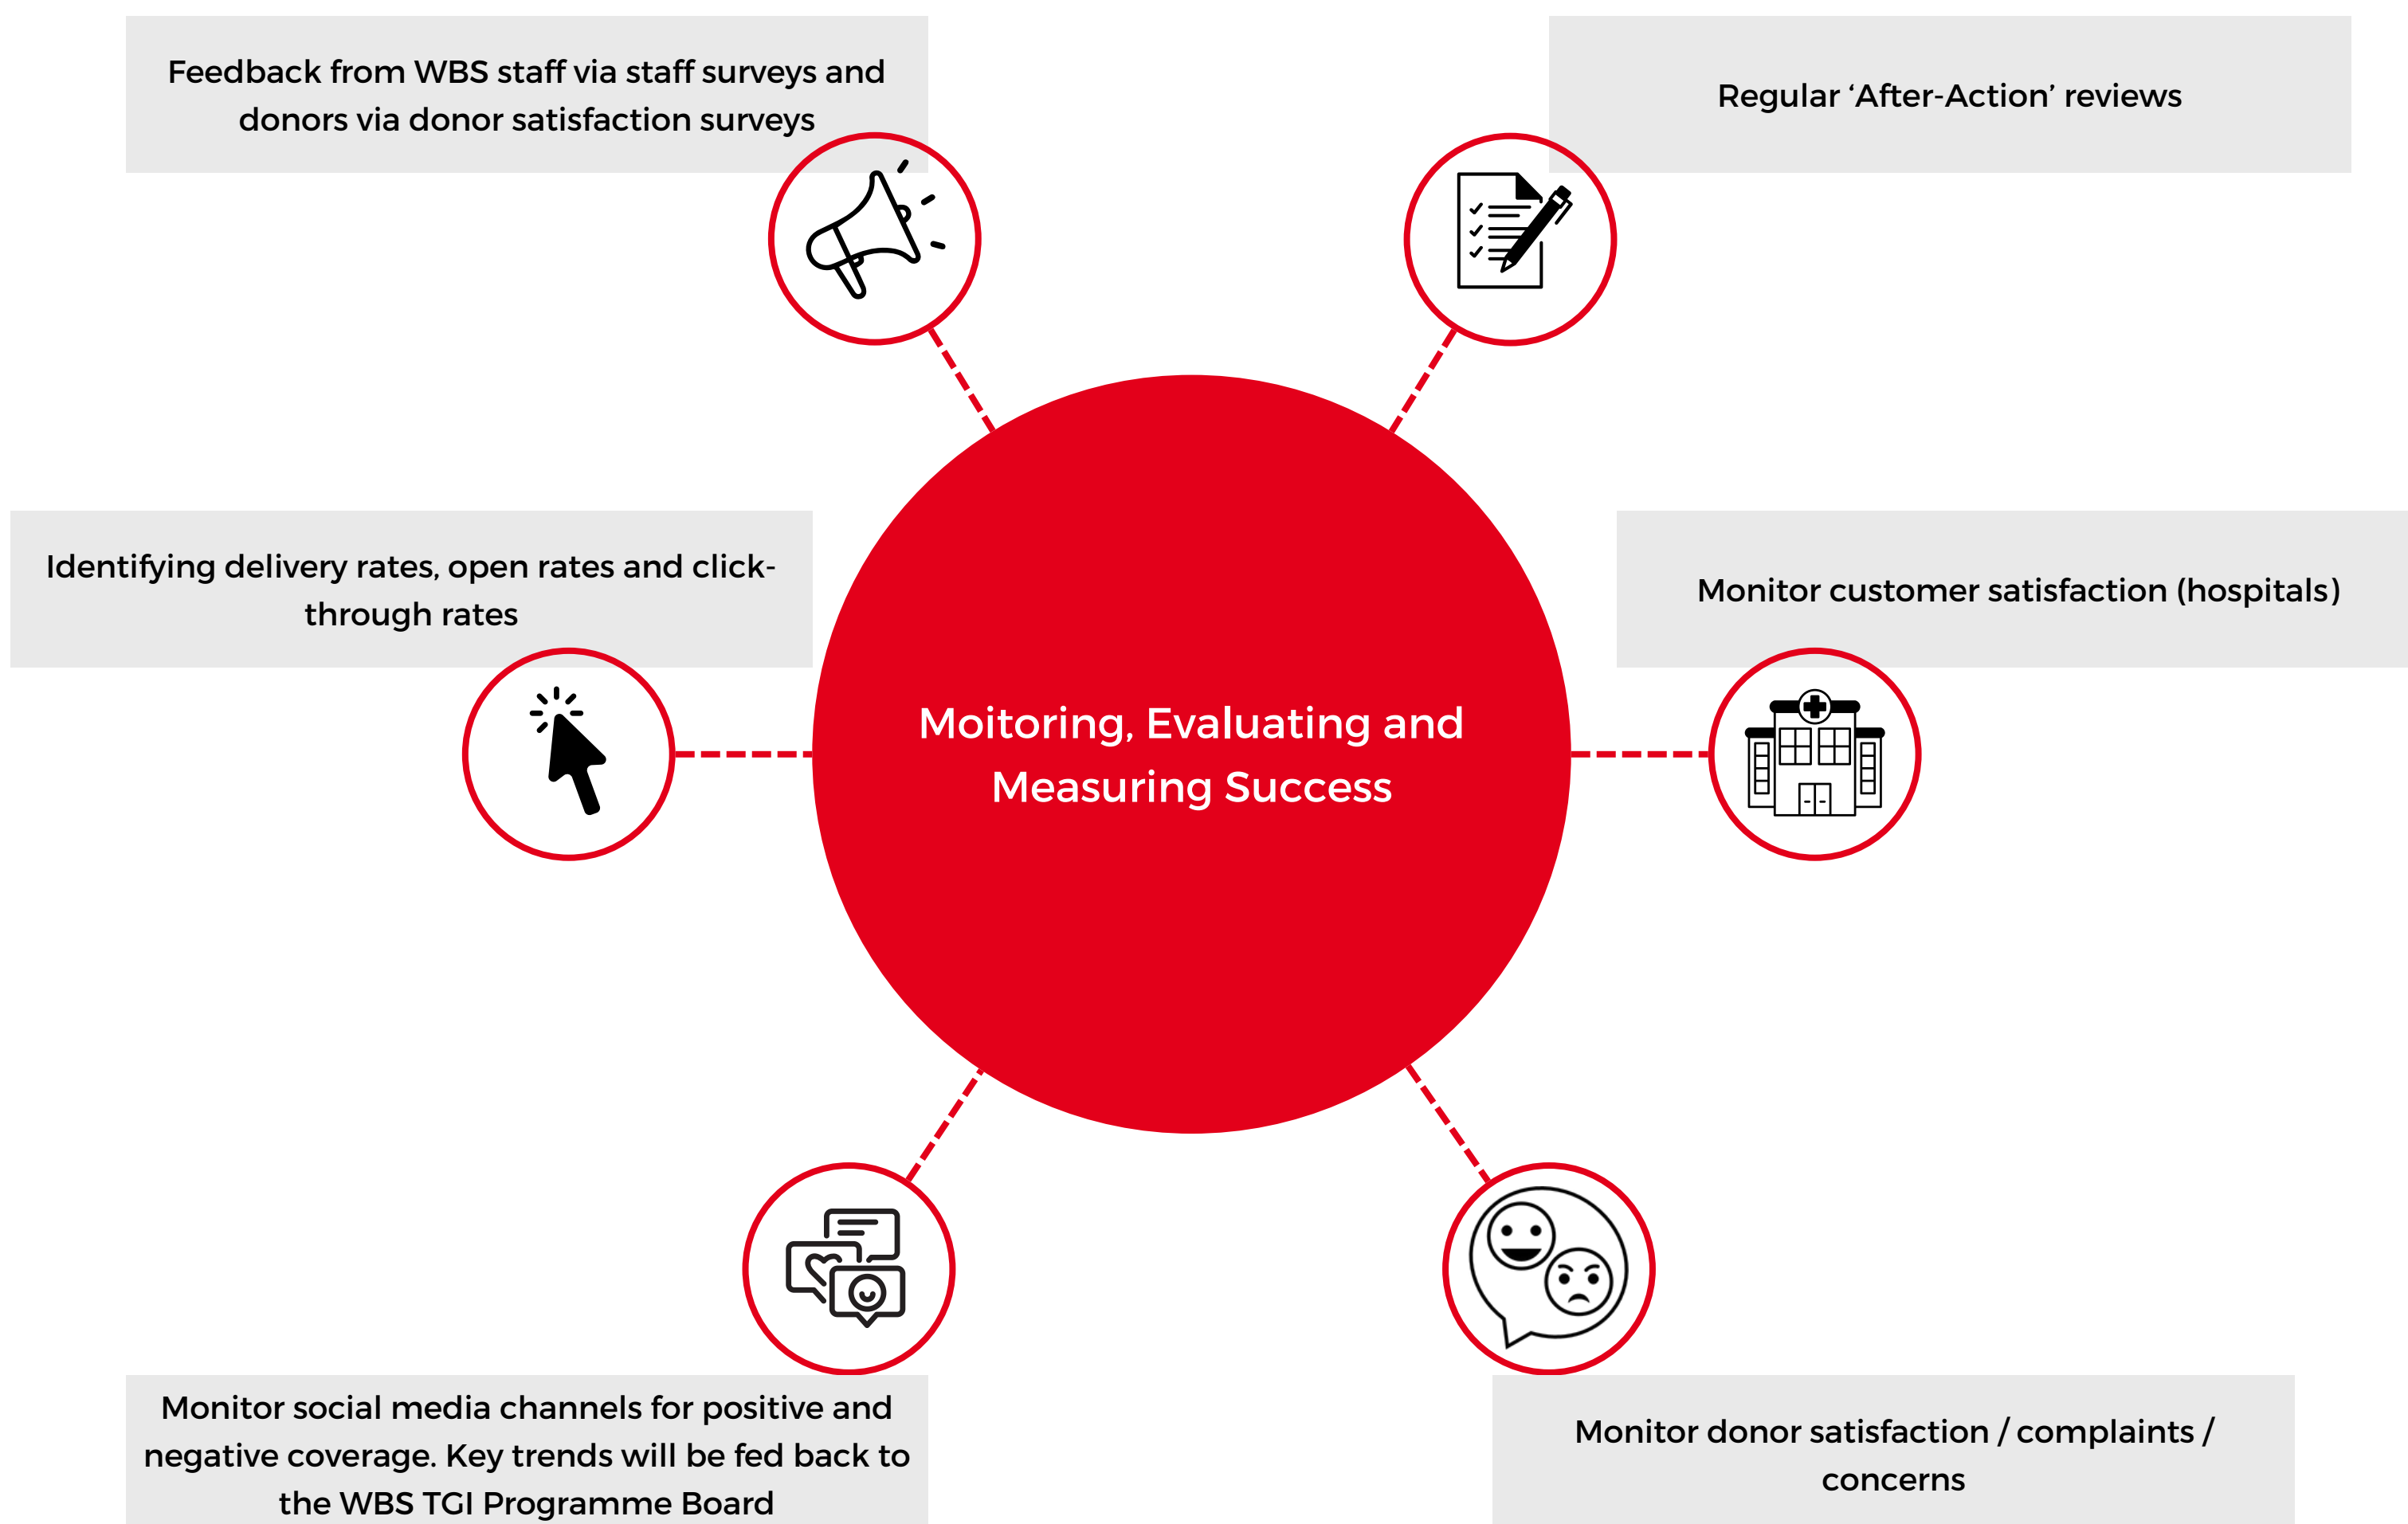 Feedback from WBS staff via staff surveys and
donors via donor satisfaction surveys
Regular ‘After-Action’ reviews
Identifying delivery rates, open rates and click-
through rates
Monitor customer satisfaction (hospitals)
Moitoring, Evaluating and
Measuring Success
Monitor social media channels for positive and
negative coverage. Key trends will be fed back to
the WBS TGI Programme Board
Monitor donor satisfaction / complaints /
concerns